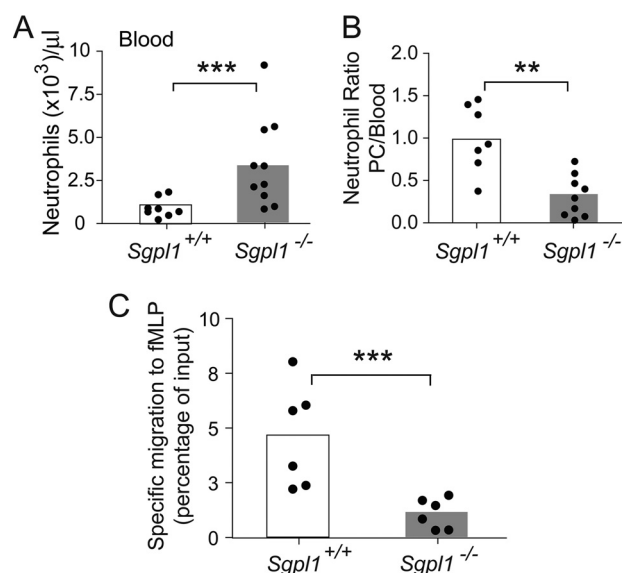 A
Blood
Neutrophils (x10³)/µl
10
7.5
5.0
2.5
0
***
Sgpl1 +/+
Sgpl1 -/-
B
Neutrophil Ratio
PC/Blood
2.0
1.5
1.0
0.5
0.0
**
Sgpl1 +/+
Sgpl1 -/-
C
Specific migration to fMLP
(percentage of input)
10
8
5
3
0
***
Sgpl1 +/+
Sgpl1 -/-